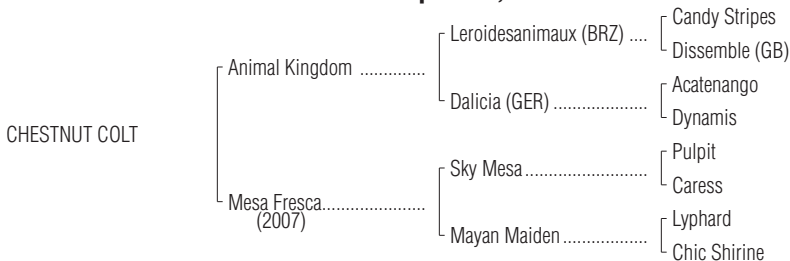 Candy Stripes
Leroidesanimaux (BRZ) ....
Dissemble (GB)
Animal Kingdom ..............
Acatenango
Dalicia (GER) ....................
Dynamis
CHESTNUT COLT
Pulpit
Sky Mesa..........................
Caress
Mesa Fresca......................
(2007)
Lyphard
Mayan Maiden..................
Chic Shirine